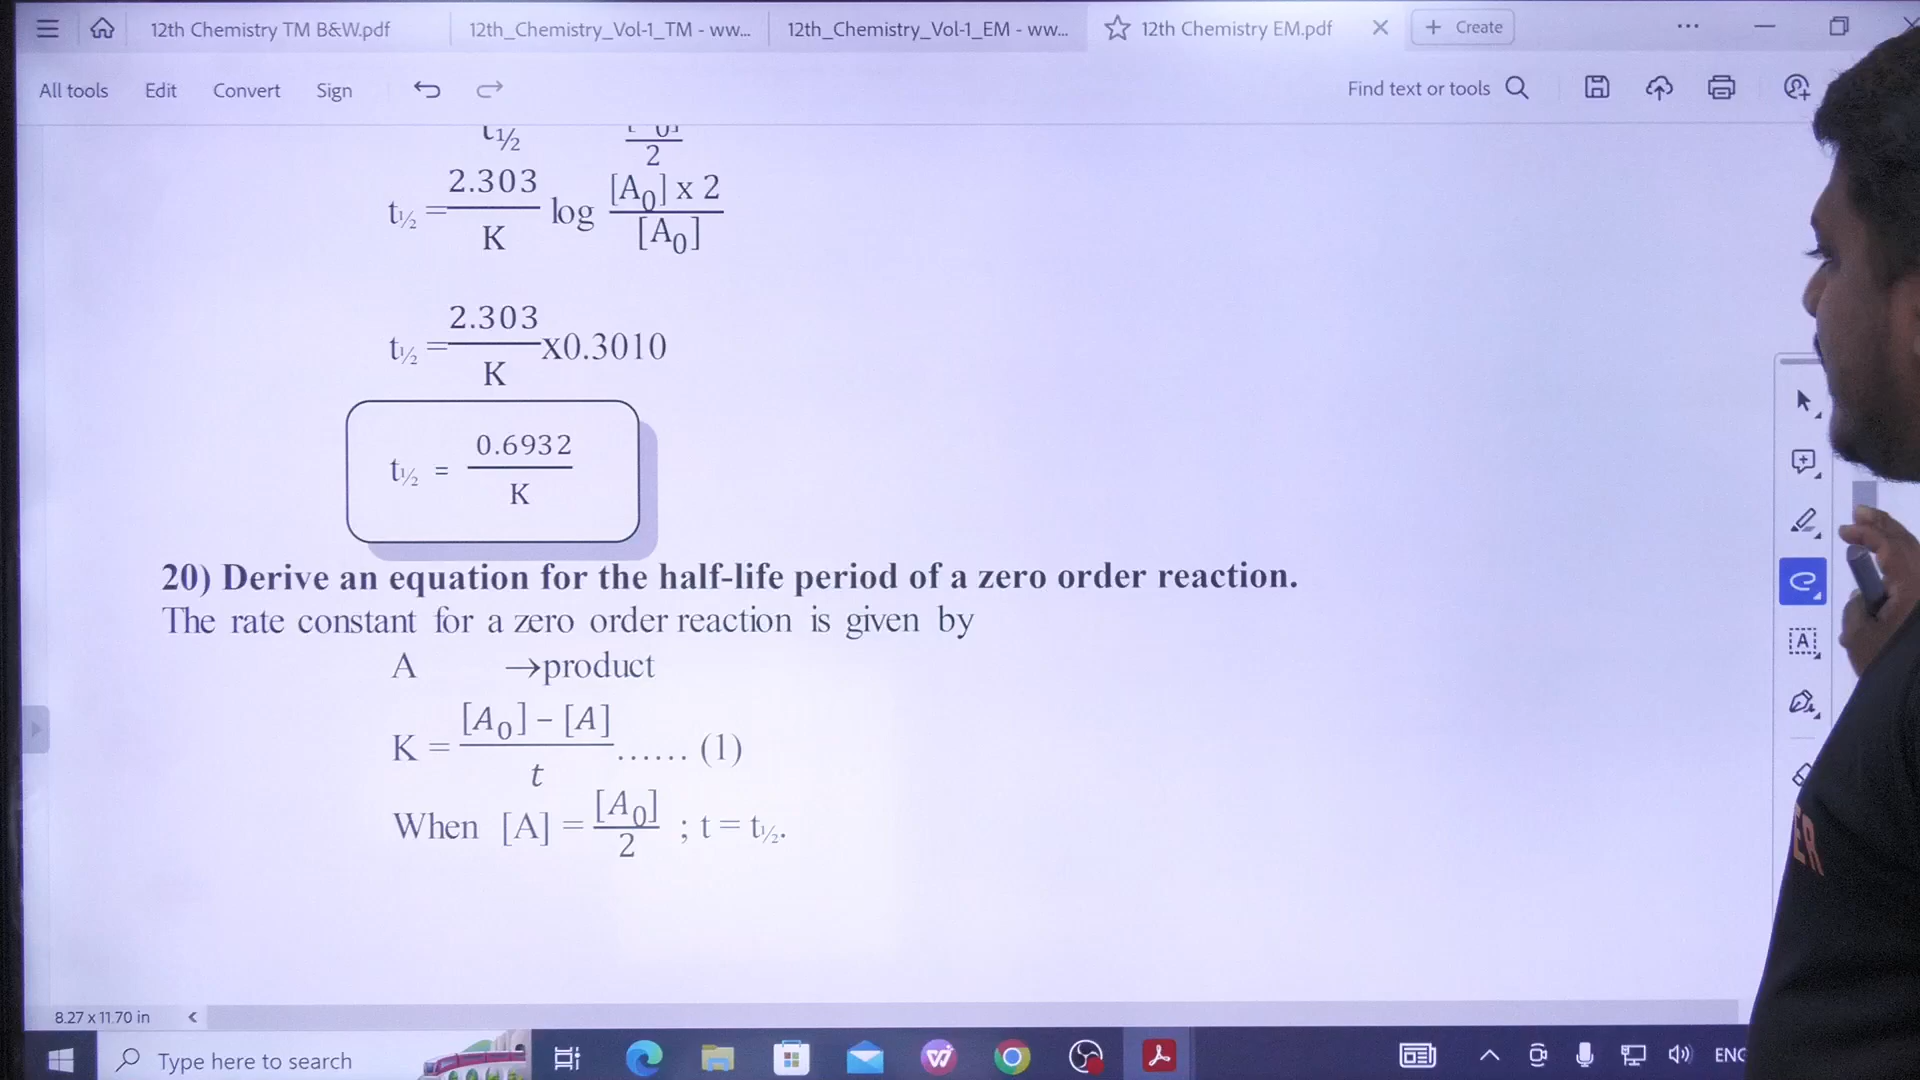 12th Chemistry TM B&W.pdf
12th_Chemistry_Vol-1_TM - ww...
12th_Chemistry_Vol-1_EM - ww...
12th Chemistry EM.pdf
+ Create
All tools
Edit
Convert
Sign
Find text or tools
t½ = 2.303/K log [A₀] x 2/[A₀]
t½ = 2.303/K X0.3010
t½ = 0.6932/K
20) Derive an equation for the half-life period of a zero order reaction.
The rate constant for a zero order reaction is given by
A →product
K = [A₀] – [A]/t ...... (1)
When [A] = [A₀]/2 ; t = t½.
8.27 x 11.70 in
Type here to search
ENG
ER